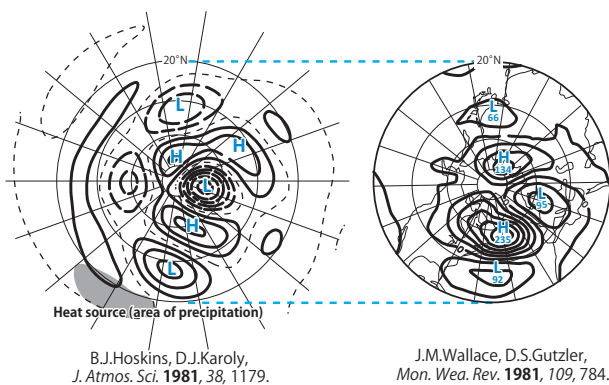 20°N
L
H
H
L
H
L
Heat source (area of precipitation)
B.J.Hoskins, D.J.Karoly,
J. Atmos. Sci. 1981, 38, 1179.
20°N
L
66
H
134
L
95
H
235
L
92
J.M.Wallace, D.S.Gutzler,
Mon. Wea. Rev. 1981, 109, 784.